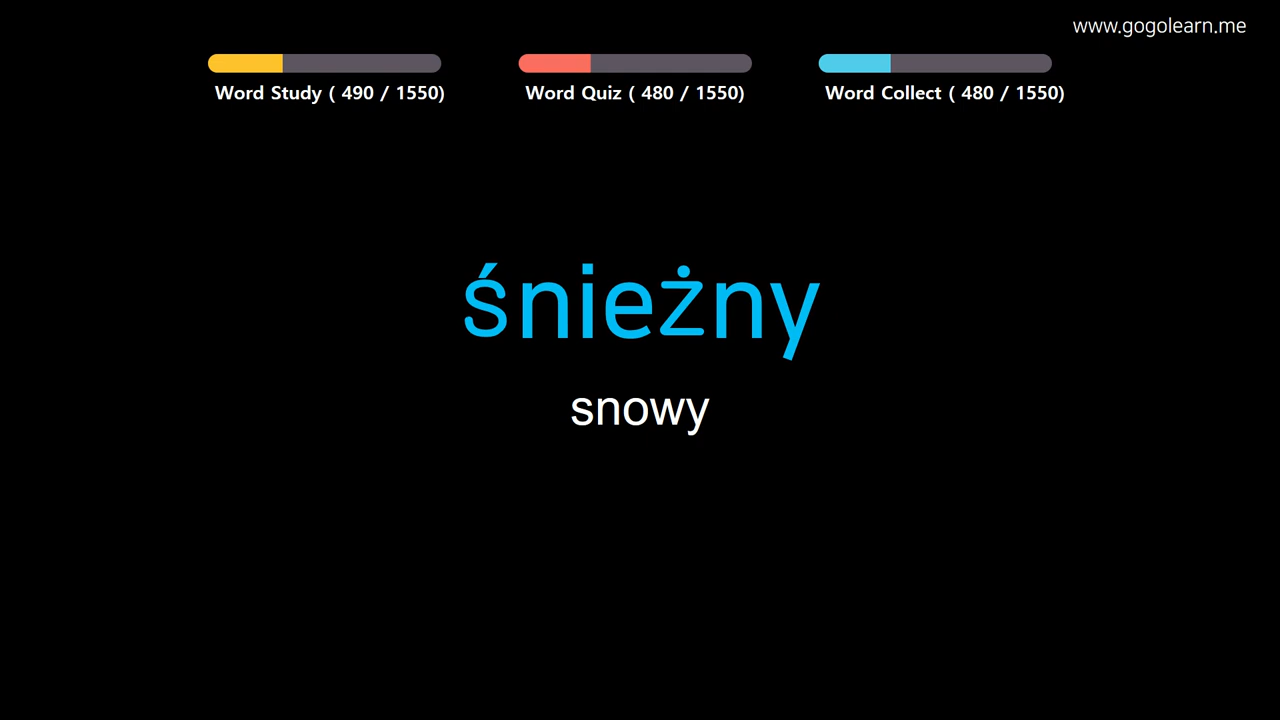 www.gogolearn.me
Word Study ( 490 / 1550)
Word Quiz ( 480 / 1550)
Word Collect ( 480 / 1550)
śnieżny
snowy